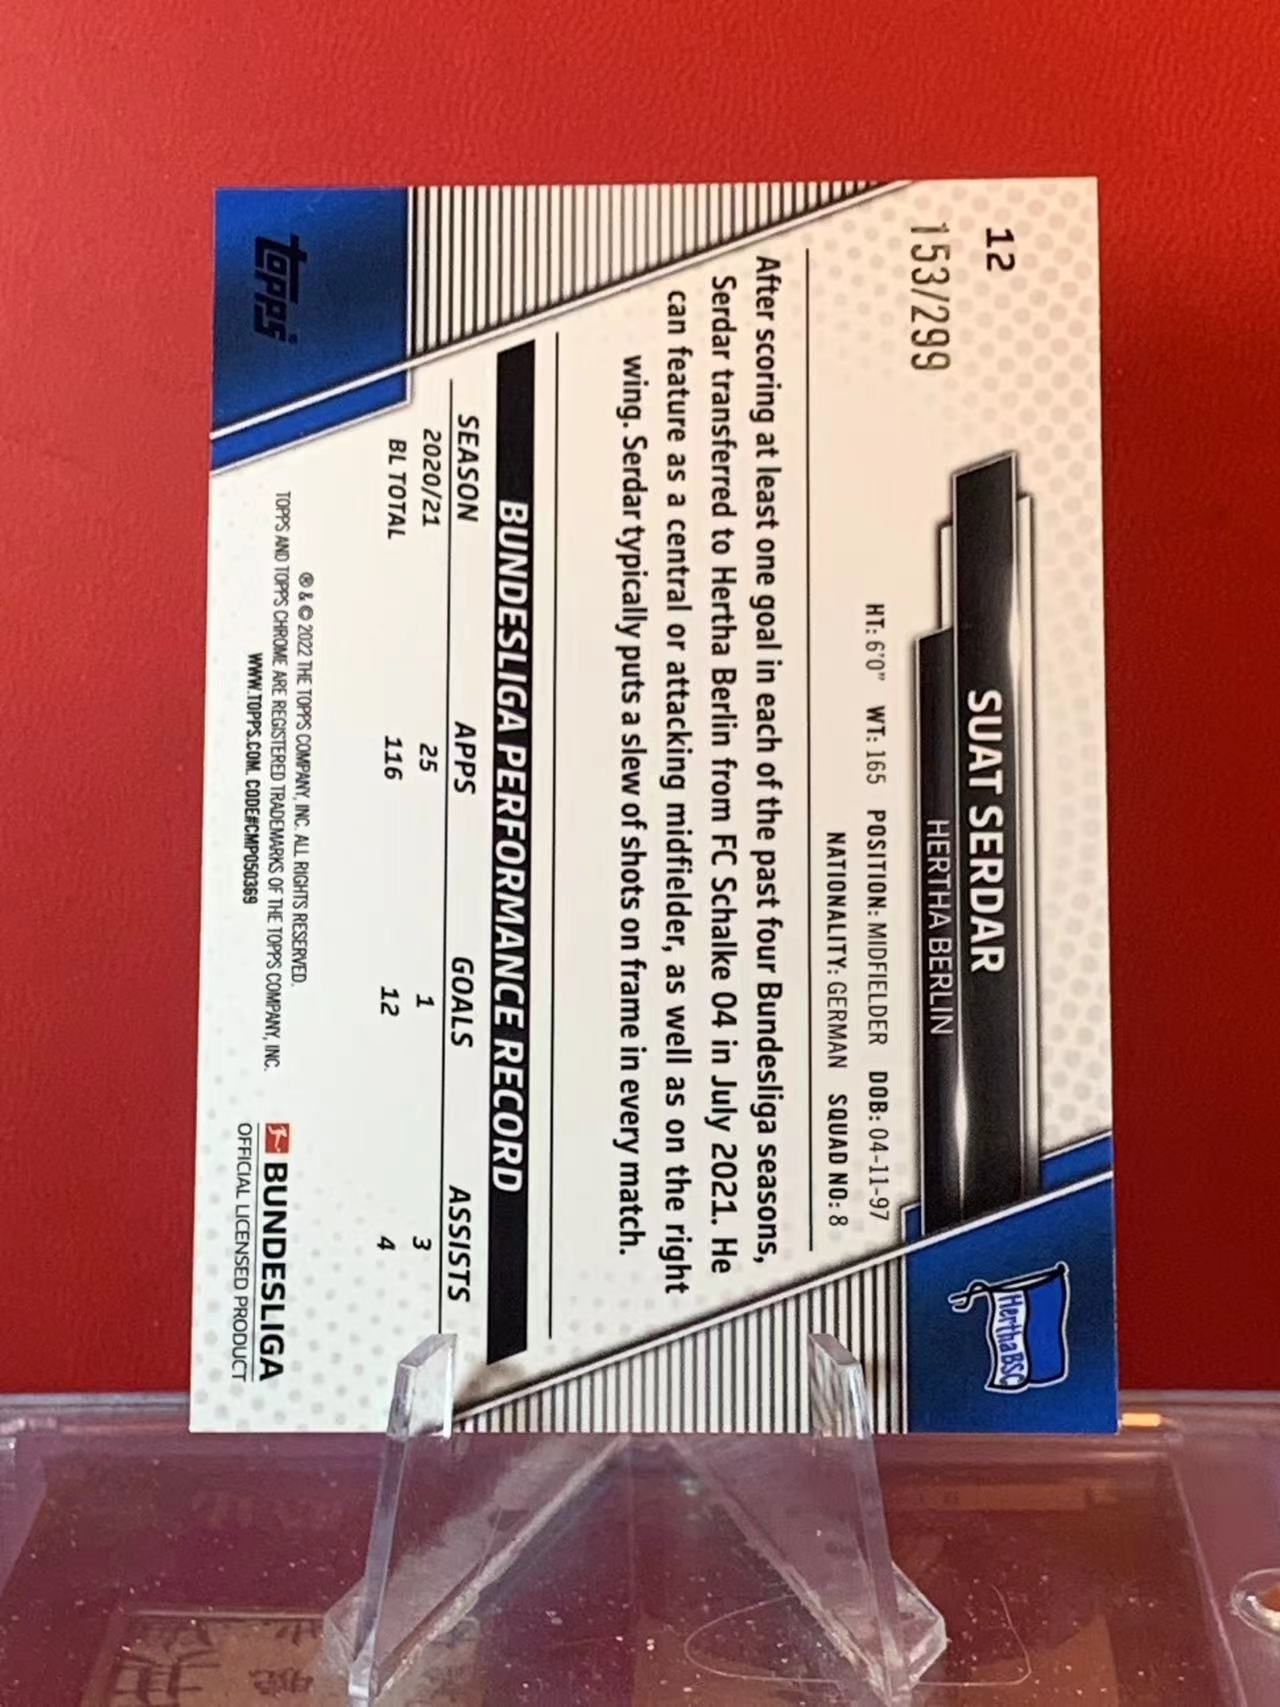 12
153/299
SUAT SERDAR
HERTHA BERLIN
Hertha BSC
HT: 6'0" WT: 165 POSITION: MIDFIELDER DOB: 04-11-97
NATIONALITY: GERMAN SQUAD NO: 8
After scoring at least one goal in each of the past four Bundesliga seasons,
Serdar transferred to Hertha Berlin from FC Schalke 04 in July 2021. He
can feature as a central or attacking midfielder, as well as on the right
wing. Serdar typically puts a slew of shots on frame in every match.
BUNDESLIGA PERFORMANCE RECORD
SEASON APPS GOALS ASSISTS
2020/21 25 1 3
BL TOTAL 116 12 4
topps
® & © 2022 THE TOPPS COMPANY, INC. ALL RIGHTS RESERVED.
TOPPS AND TOPPS CHROME ARE REGISTERED TRADEMARKS OF THE TOPPS COMPANY, INC.
WWW.TOPPS.COM. CODE#CMP050369
BUNDESLIGA
OFFICIAL LICENSED PRODUCT